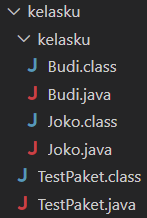 kelasku
kelasku
Budi.class
Budi.java
Joko.class
Joko.java
TestPaket.class
TestPaket.java